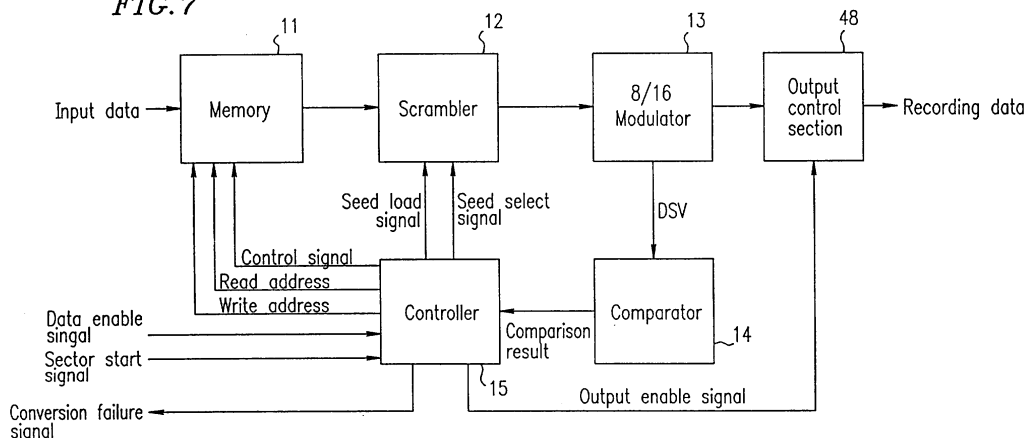 FIG. 7
11
12
13
48
Input data
Memory
Scrambler
8/16
Modulator
Output
control
section
Recording data
Seed load
signal
Seed select
signal
DSV
Control signal
Read address
Write address
Controller
Comparator
Data enable
singal
Sector start
signal
Comparison
result
14
15
Conversion failure
signal
Output enable signal